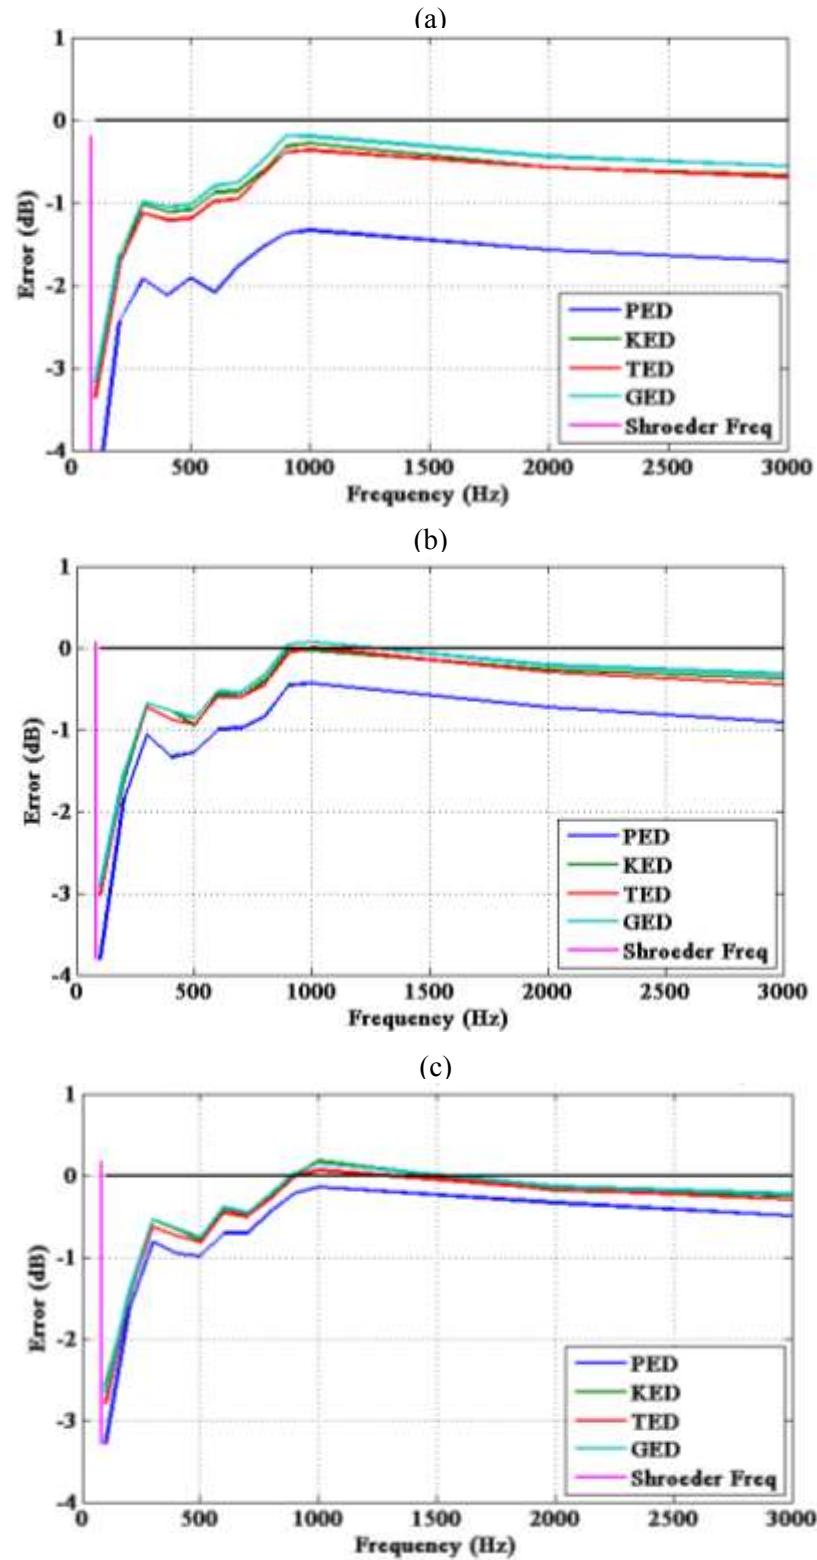 (a)
1
0
-1
-2
-3
-4
Error (dB)
0 500 1000 1500 2000 2500 3000
Frequency (Hz)
PED
KED
TED
GED
Shroeder Freq
(b)
1
0
-1
-2
-3
-4
Error (dB)
0 500 1000 1500 2000 2500 3000
Frequency (Hz)
PED
KED
TED
GED
Shroeder Freq
(c)
1
0
-1
-2
-3
-4
Error (dB)
0 500 1000 1500 2000 2500 3000
Frequency (Hz)
PED
KED
TED
GED
Shroeder Freq